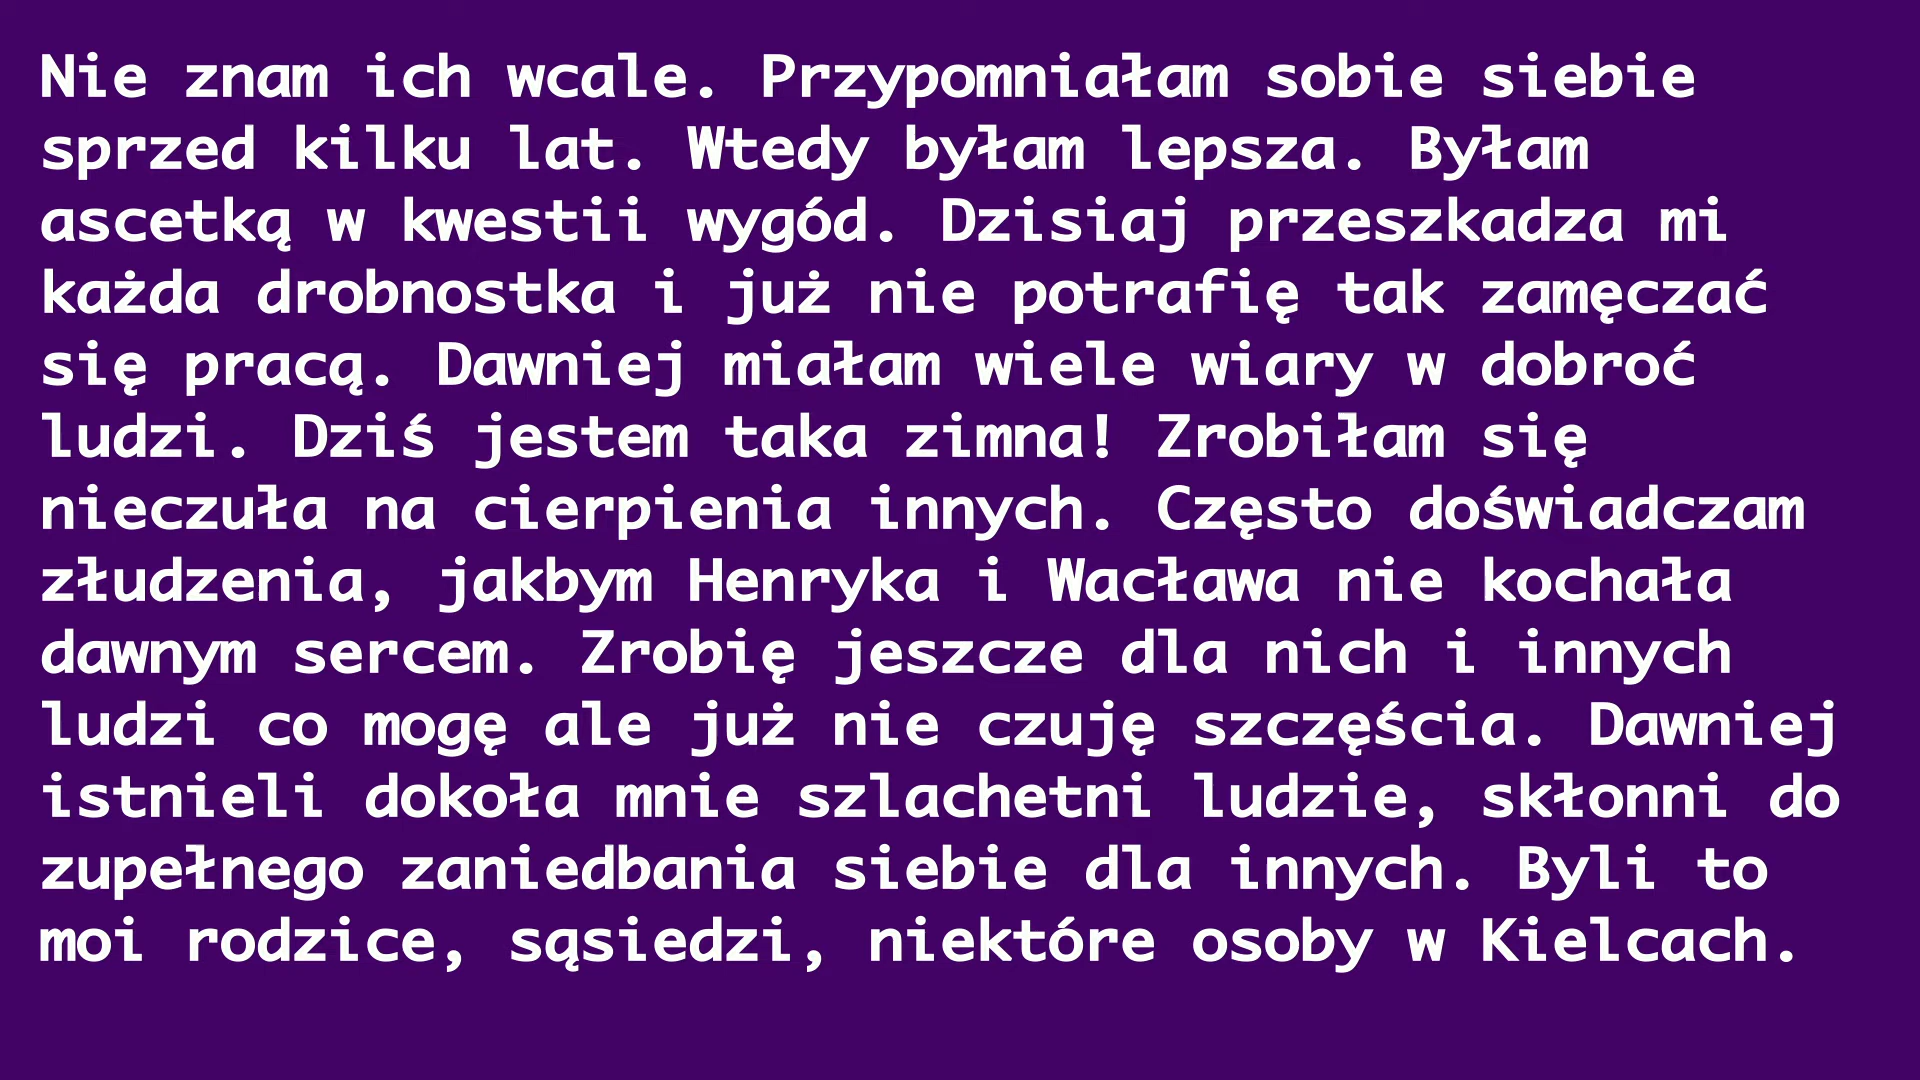 Nie znam ich wcale. Przypomniałam sobie siebie
sprzed kilku lat. Wtedy byłam lepsza. Byłam
ascetką w kwestii wygód. Dzisiaj przeszkadza mi
każda drobnostka i już nie potrafię tak zamęczać
się pracą. Dawniej miałam wiele wiary w dobroć
ludzi. Dziś jestem taka zimna! Zrobiłam się
nieczuła na cierpienia innych. Często doświadczam
złudzenia, jakbym Henryka i Wacława nie kochała
dawnym sercem. Zrobię jeszcze dla nich i innych
ludzi co mogę ale już nie czuję szczęścia. Dawniej
istnieli dokoła mnie szlachetni ludzie, skłonni do
zupełnego zaniedbania siebie dla innych. Byli to
moi rodzice, sąsiedzi, niektóre osoby w Kielcach.